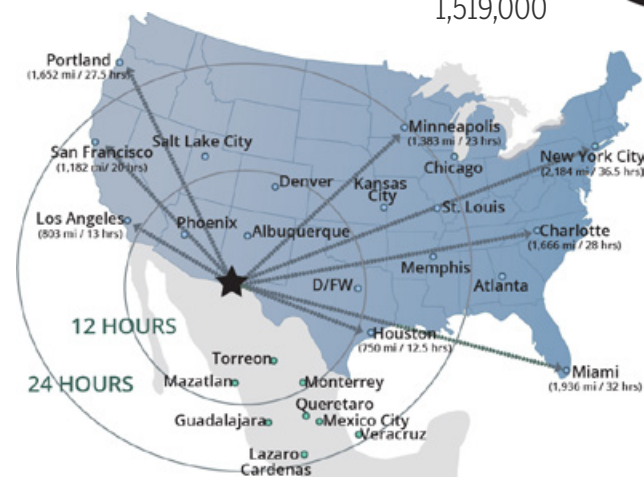 1,519,000
Portland
(1,652 mi / 27.5 hrs)
Minneapolis
(1,383 mi / 23 hrs)
San Francisco
(1,182 mi / 20 hrs)
Salt Lake City
Chicago
New York City
(2,184 mi / 36.5 hrs)
Denver
Kansas
City
St. Louis
Los Angeles
(803 mi / 13 hrs)
Phoenix
Albuquerque
Charlotte
(1,666 mi / 28 hrs)
Memphis
D/FW
Atlanta
12 HOURS
Houston
(750 mi / 12.5 hrs)
Torreon
24 HOURS
Mazatlan
Monterrey
Miami
(1,936 mi / 32 hrs)
Queretaro
Guadalajara
Mexico City
Veracruz
Lazaro
Cardenas